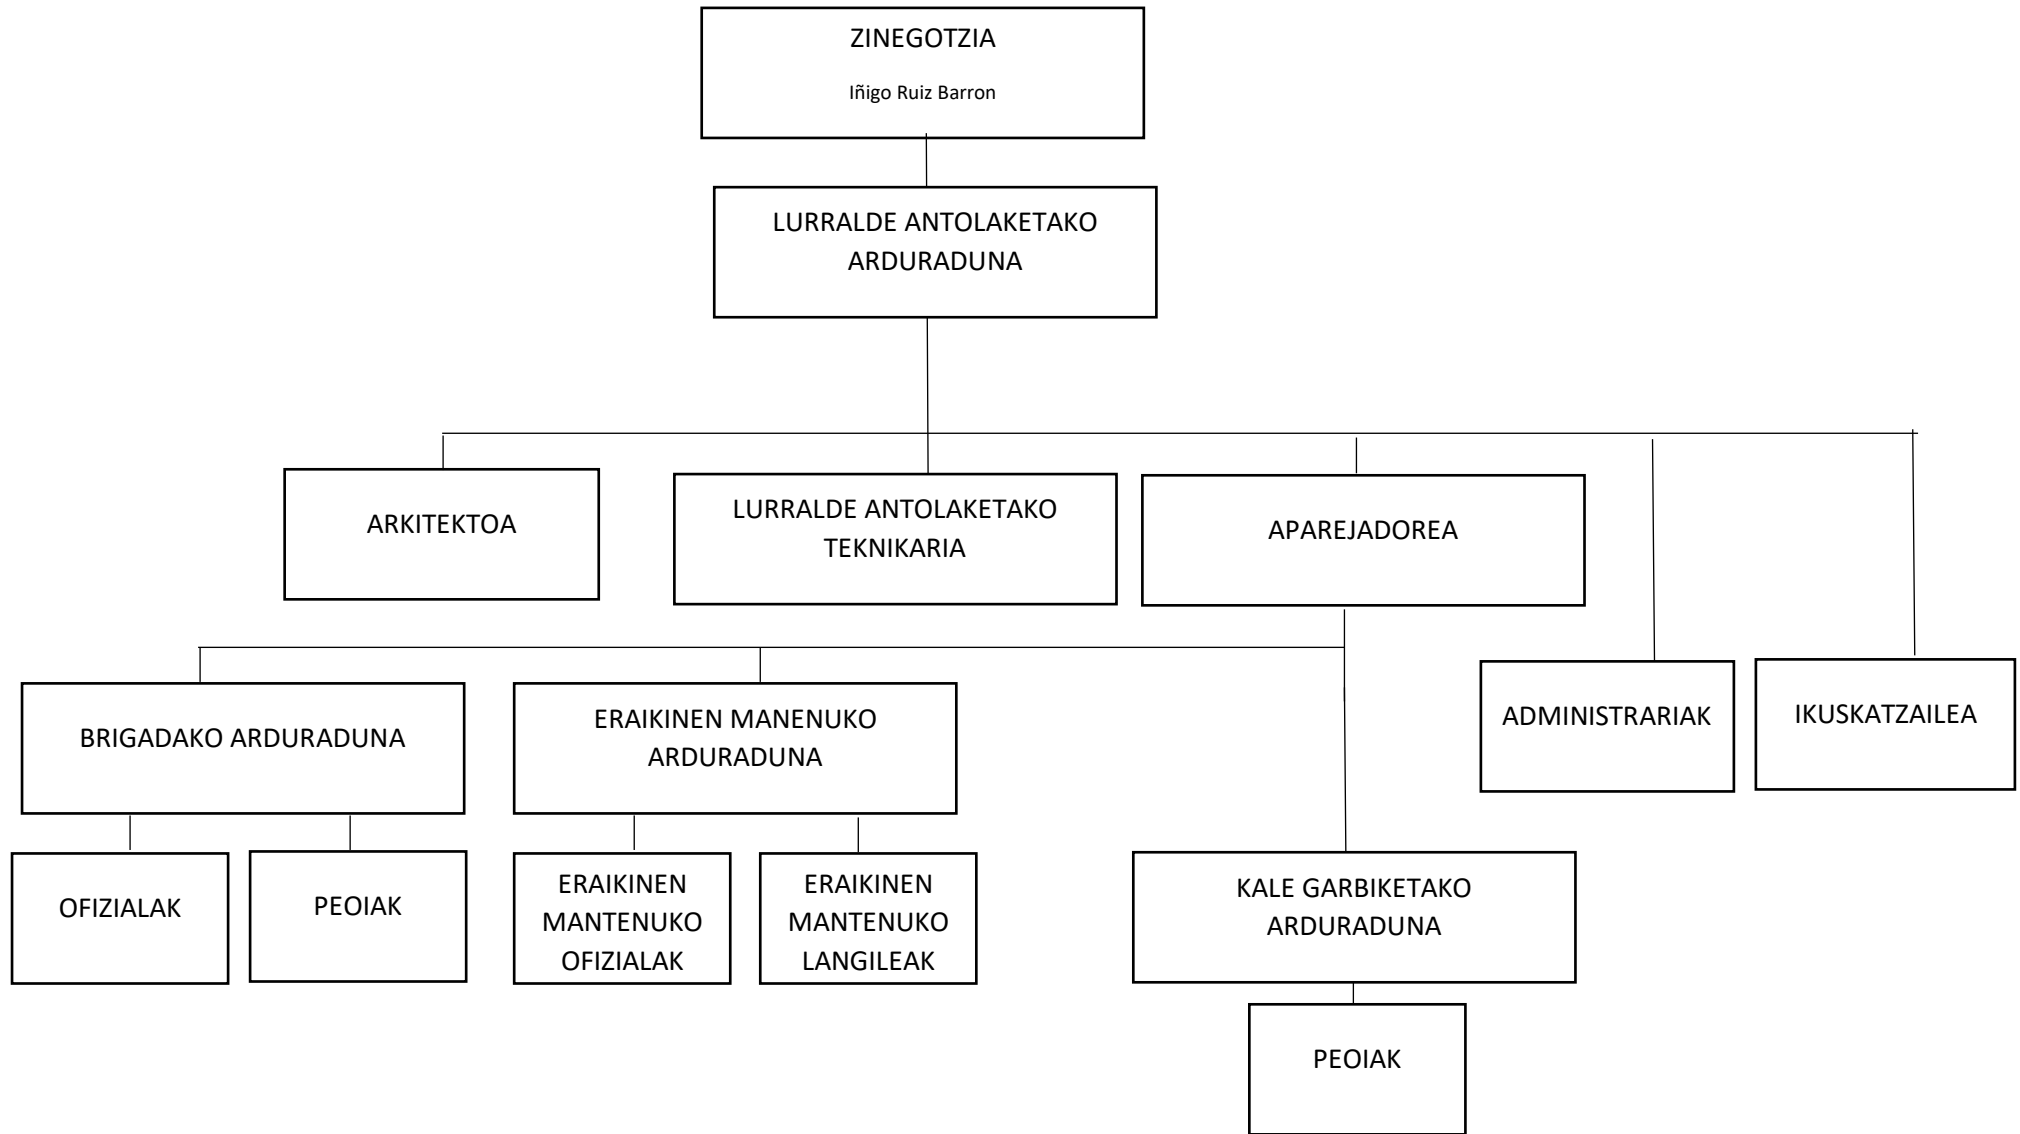 ZINEGOTZIA
Iñigo Ruiz Barron
LURRALDE ANTOLAKETAKO
ARDURADUNA
ARKITEKTOA
LURRALDE ANTOLAKETAKO
TEKNIKARIA
APAREJADOREA
BRIGADAKO ARDURADUNA
ERAIKINEN MANENUKO
ARDURADUNA
ADMINISTRARIAK
IKUSKATZAILEA
OFIZIALAK
PEOIAK
ERAIKINEN
MANTENUKO
OFIZIALAK
ERAIKINEN
MANTENUKO
LANGILEAK
KALE GARBIKETAKO
ARDURADUNA
PEOIAK